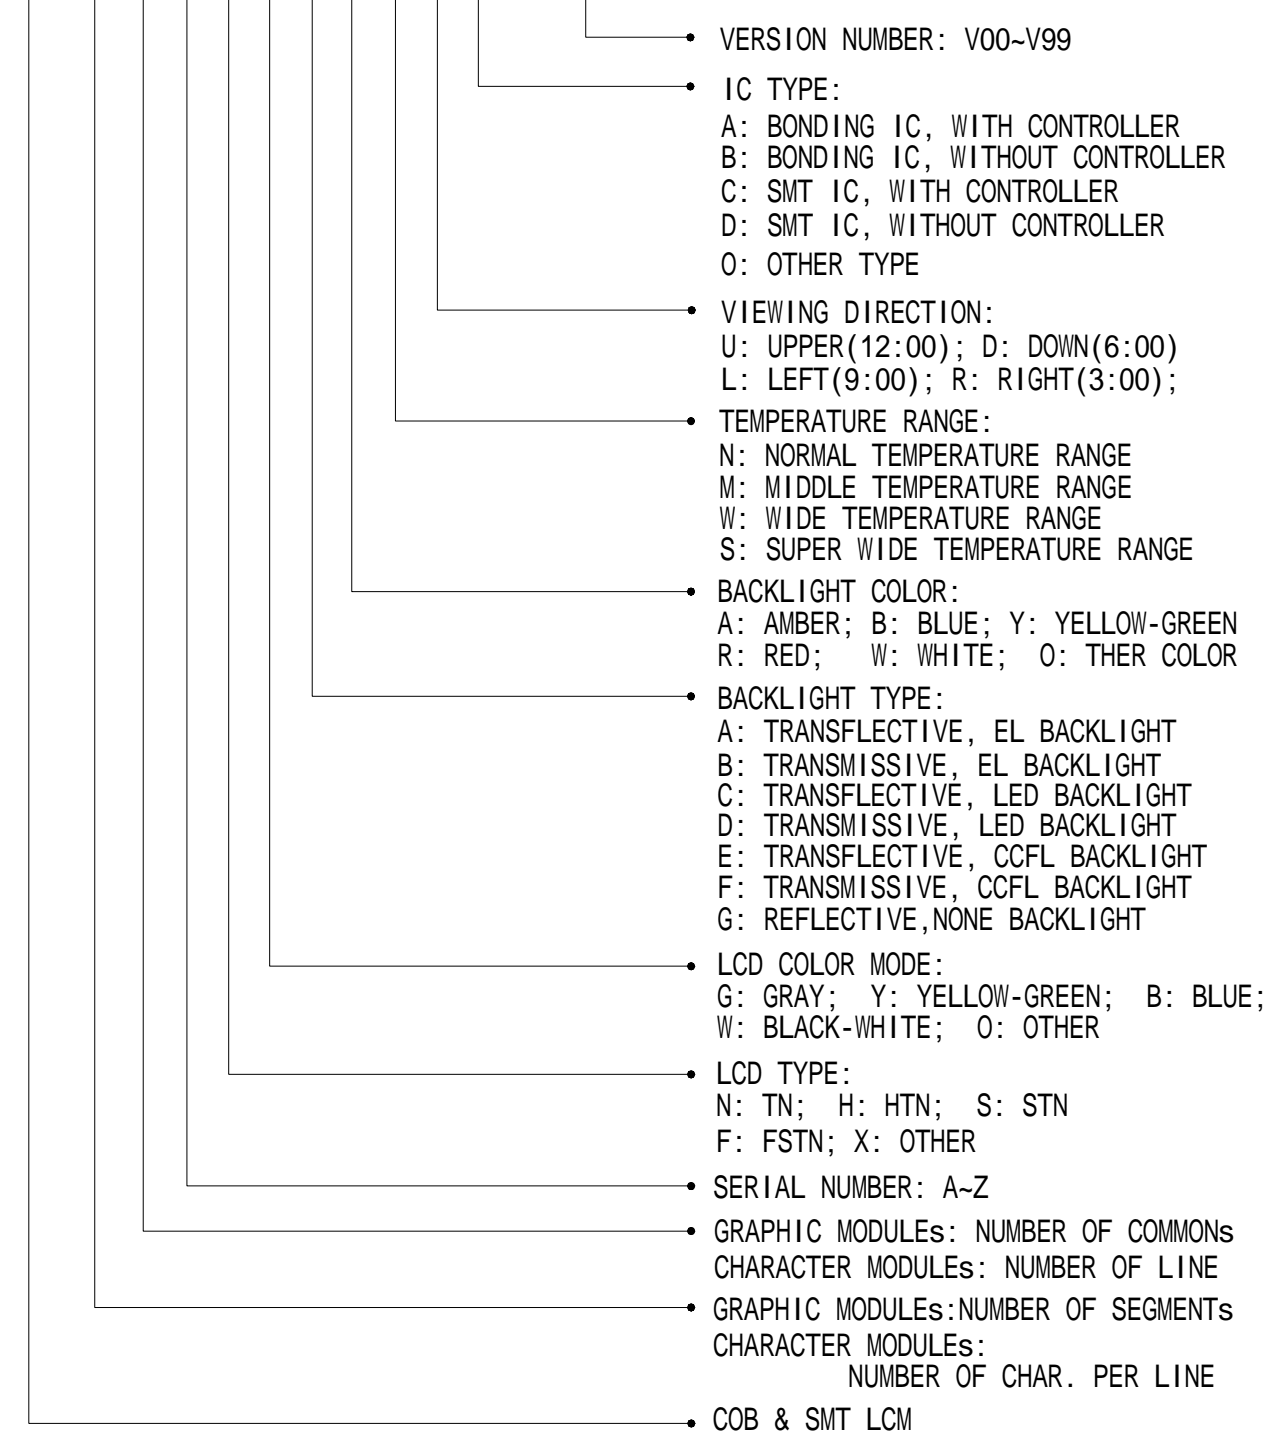 VERSION NUMBER: V00~V99
IC TYPE:
A: BONDING IC, WITH CONTROLLER
B: BONDING IC, WITHOUT CONTROLLER
C: SMT IC, WITH CONTROLLER
D: SMT IC, WITHOUT CONTROLLER
O: OTHER TYPE
VIEWING DIRECTION:
U: UPPER(12:00); D: DOWN(6:00)
L: LEFT(9:00); R: RIGHT(3:00);
TEMPERATURE RANGE:
N: NORMAL TEMPERATURE RANGE
M: MIDDLE TEMPERATURE RANGE
W: WIDE TEMPERATURE RANGE
S: SUPER WIDE TEMPERATURE RANGE
BACKLIGHT COLOR:
A: AMBER; B: BLUE; Y: YELLOW-GREEN
R: RED; W: WHITE; O: THER COLOR
BACKLIGHT TYPE:
A: TRANSFLECTIVE, EL BACKLIGHT
B: TRANSMISSIVE, EL BACKLIGHT
C: TRANSFLECTIVE, LED BACKLIGHT
D: TRANSMISSIVE, LED BACKLIGHT
E: TRANSFLECTIVE, CCFL BACKLIGHT
F: TRANSMISSIVE, CCFL BACKLIGHT
G: REFLECTIVE,NONE BACKLIGHT
LCD COLOR MODE:
G: GRAY; Y: YELLOW-GREEN; B: BLUE;
W: BLACK-WHITE; O: OTHER
LCD TYPE:
N: TN; H: HTN; S: STN
F: FSTN; X: OTHER
SERIAL NUMBER: A~Z
GRAPHIC MODULEs: NUMBER OF COMMONs
CHARACTER MODULEs: NUMBER OF LINE
GRAPHIC MODULEs:NUMBER OF SEGMENTs
CHARACTER MODULEs:
NUMBER OF CHAR. PER LINE
COB & SMT LCM